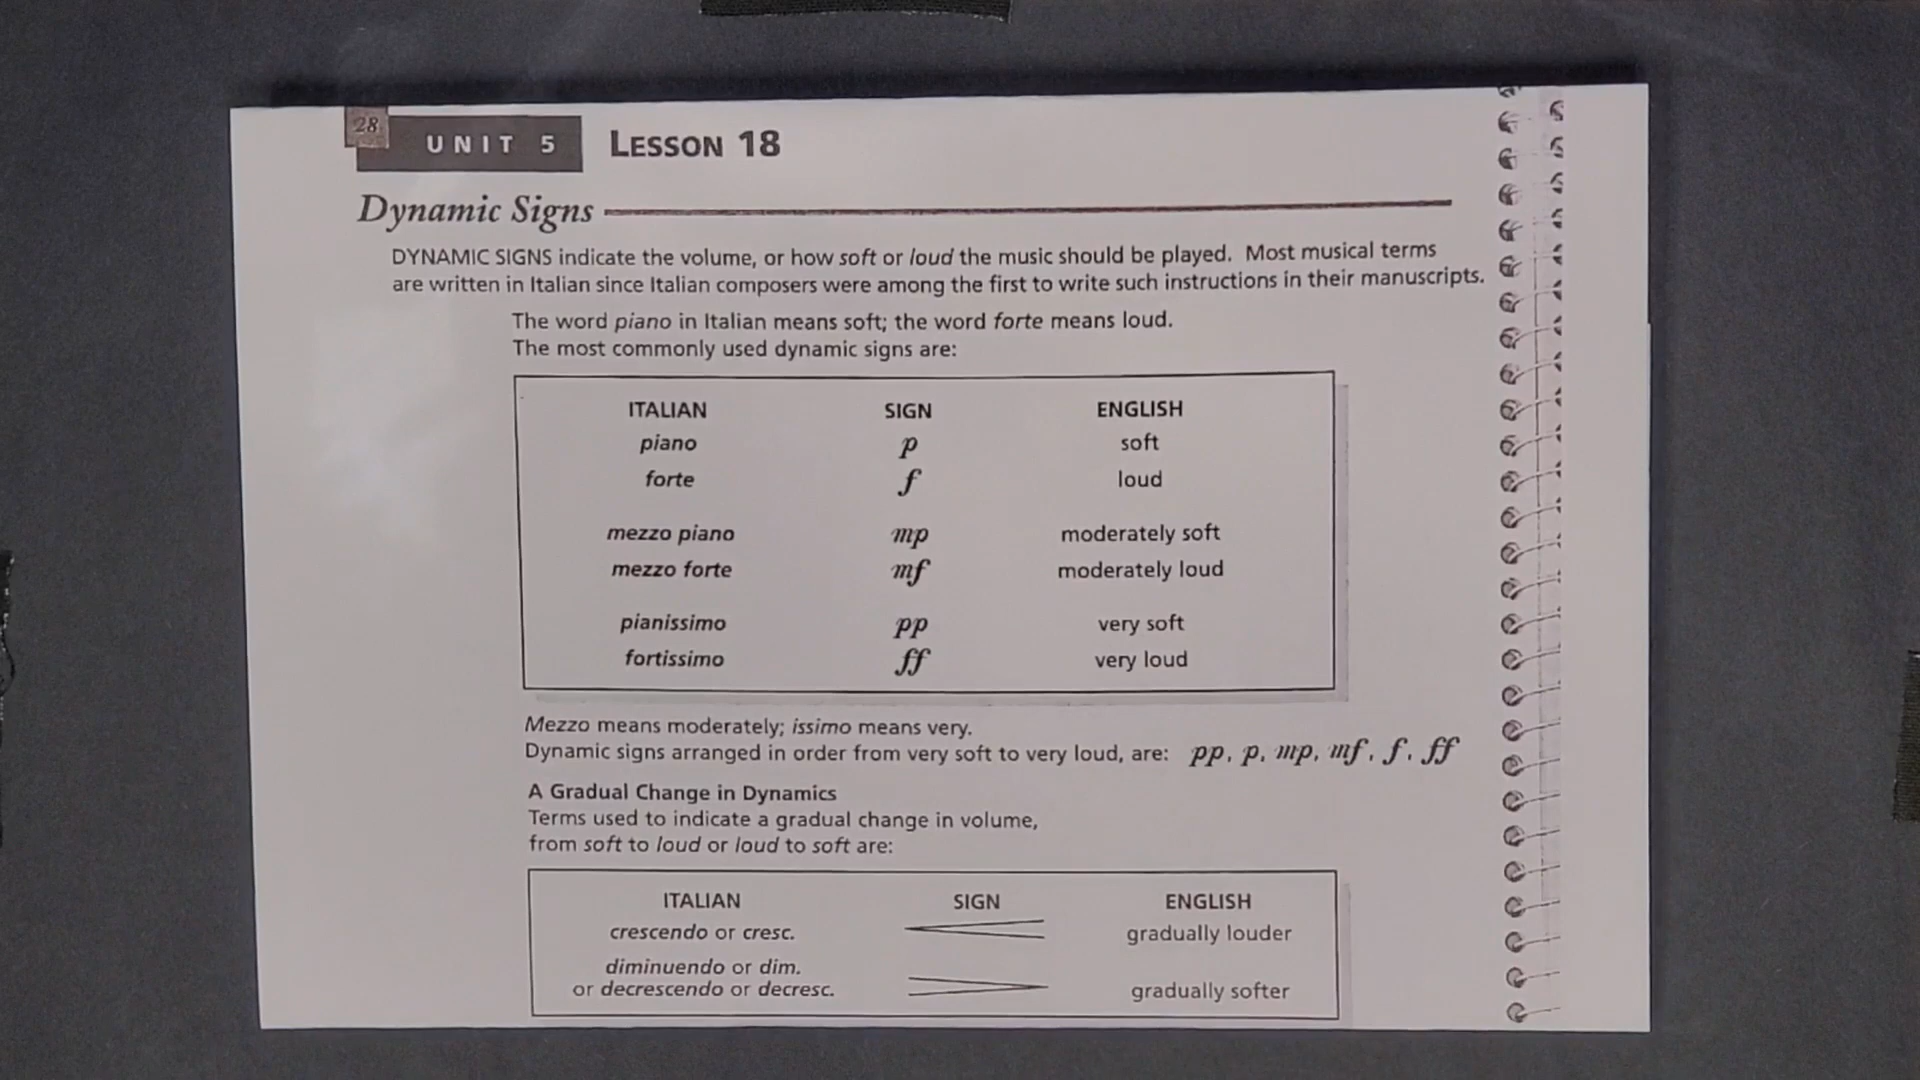 28
UNIT 5 LESSON 18
Dynamic Signs
DYNAMIC SIGNS indicate the volume, or how soft or loud the music should be played. Most musical terms
are written in Italian since Italian composers were among the first to write such instructions in their manuscripts.
The word piano in Italian means soft; the word forte means loud.
The most commonly used dynamic signs are:
ITALIAN SIGN ENGLISH
piano p soft
forte f loud
mezzo piano mp moderately soft
mezzo forte mf moderately loud
pianissimo pp very soft
fortissimo ff very loud
Mezzo means moderately; issimo means very.
Dynamic signs arranged in order from very soft to very loud, are: pp, p, mp, mf, f, ff
A Gradual Change in Dynamics
Terms used to indicate a gradual change in volume,
from soft to loud or loud to soft are:
ITALIAN SIGN ENGLISH
crescendo or cresc. gradually louder
diminuendo or dim.
or decrescendo or decresc. gradually softer